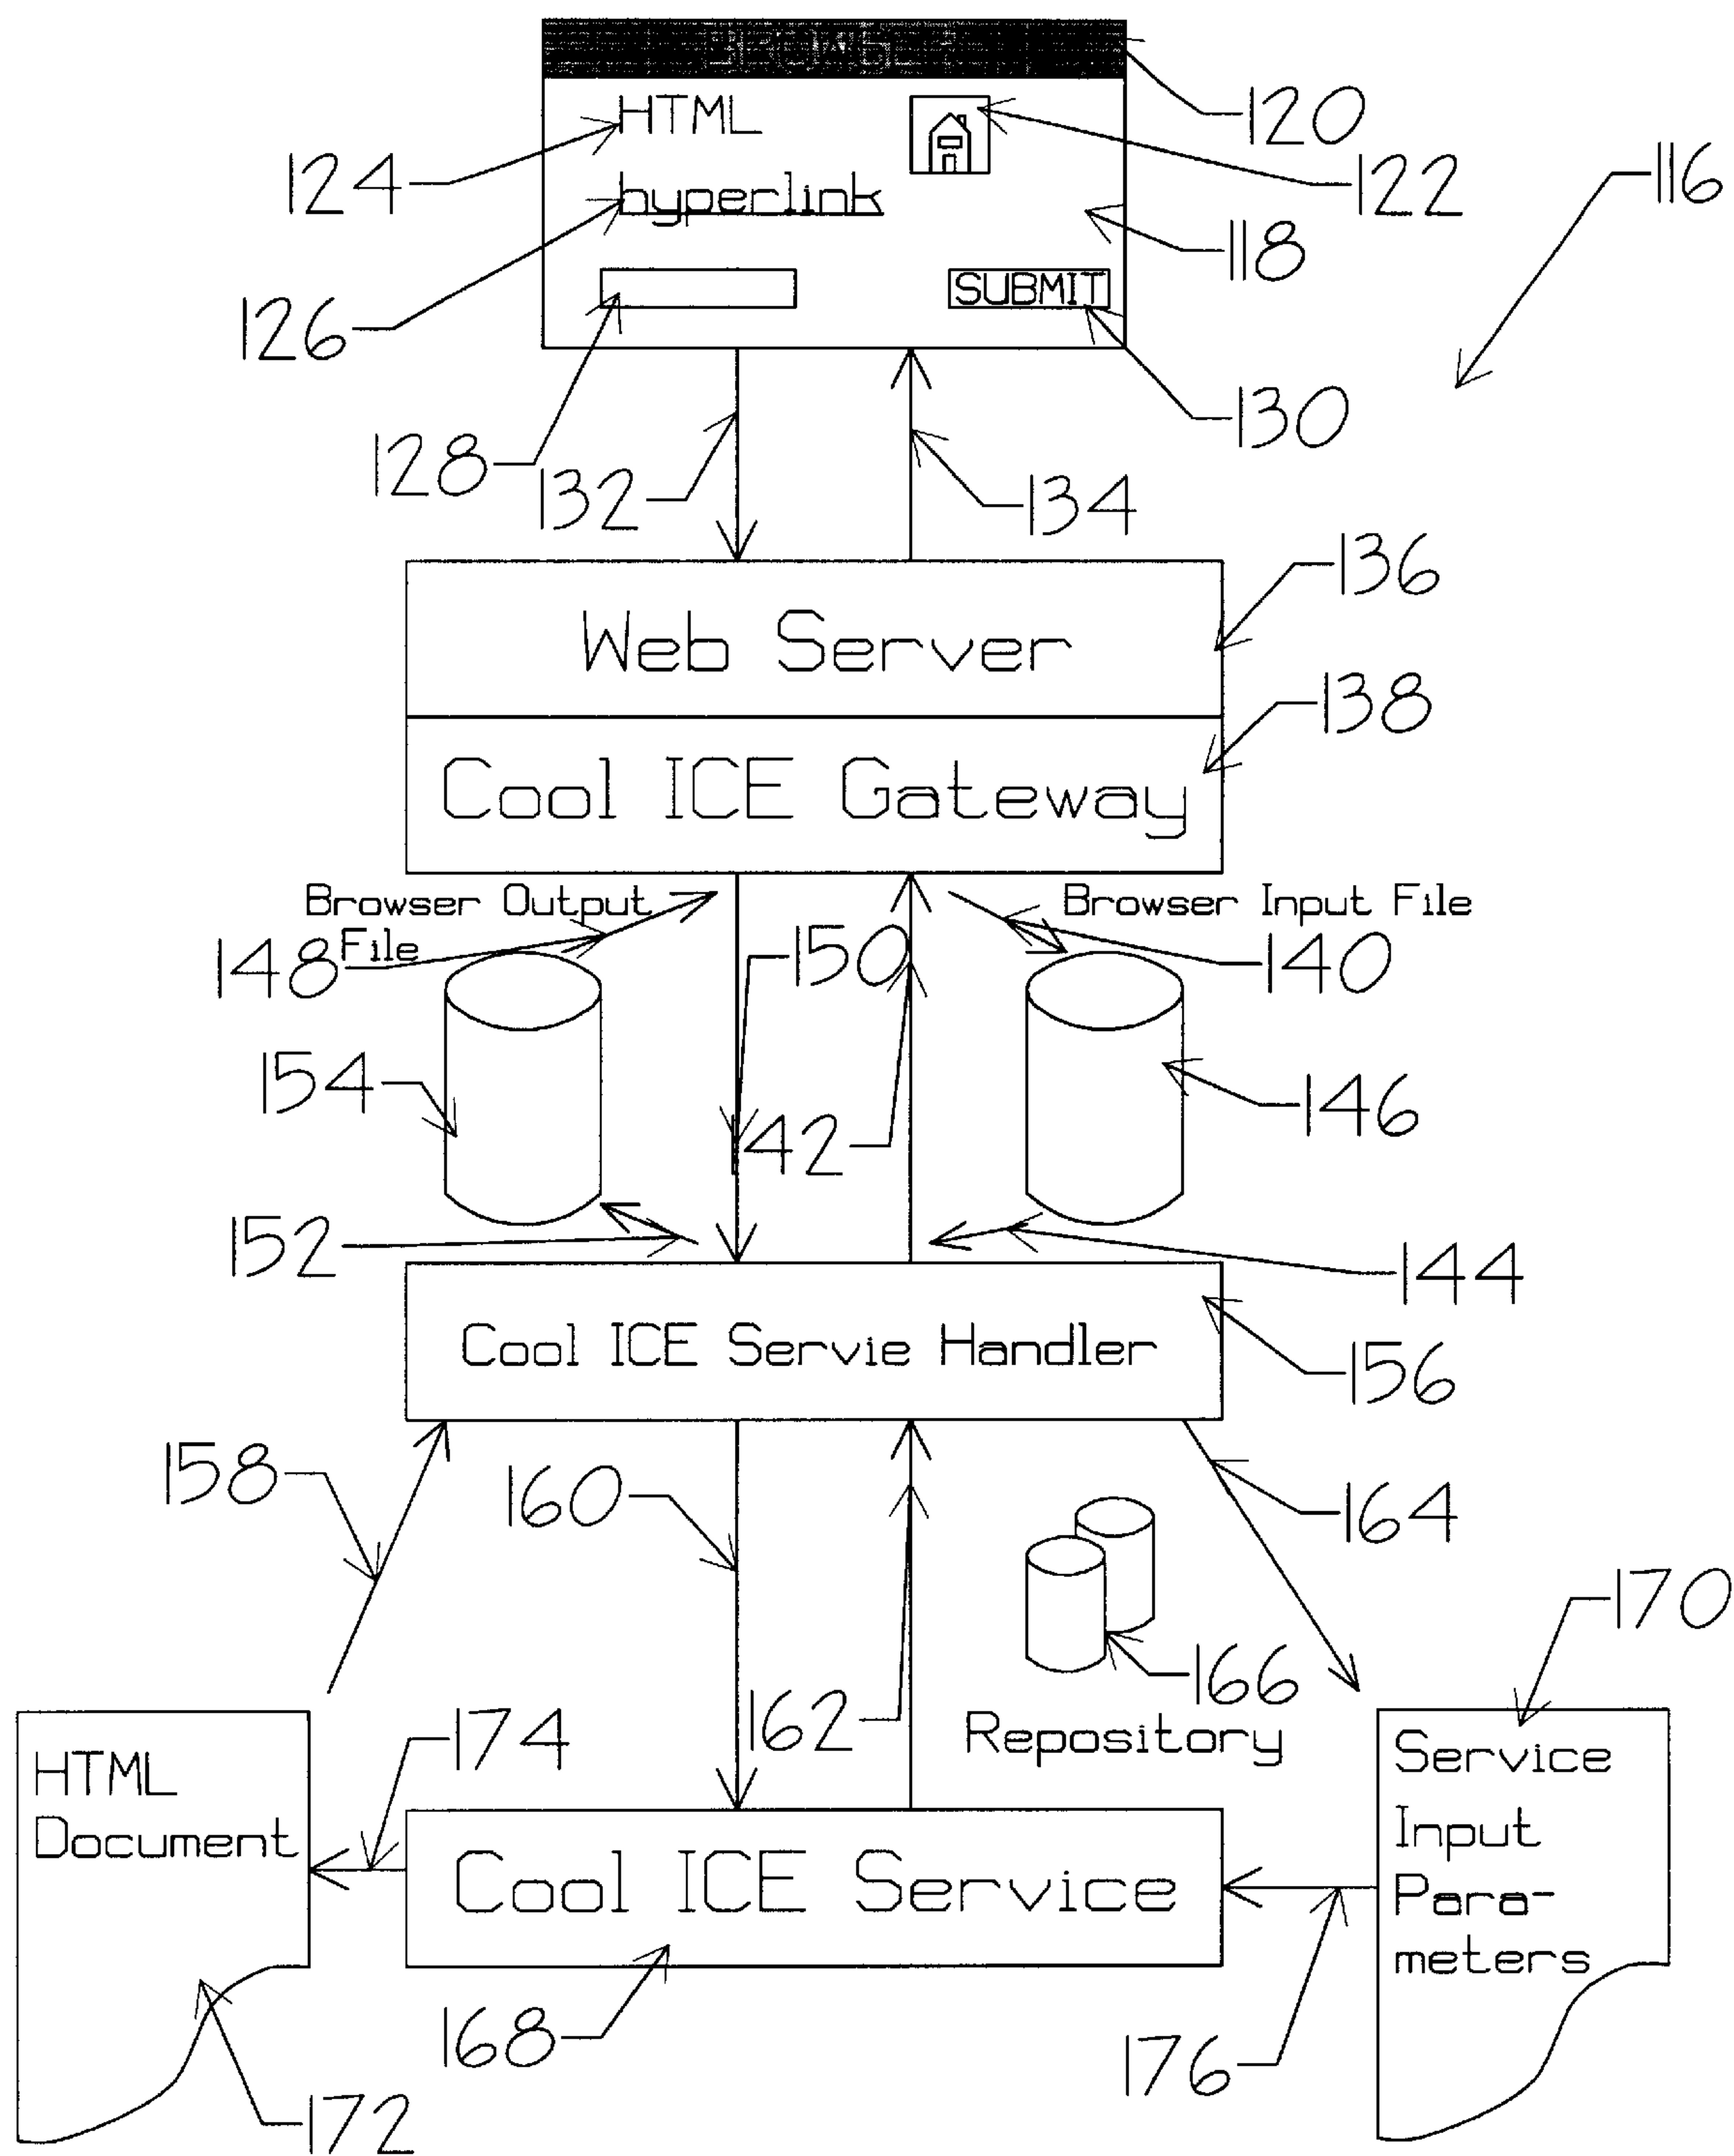 BROWSER
120
HTML
124
122
116
hyperlink
118
126
SUBMIT
130
128
132
134
136
Web Server
138
Cool ICE Gateway
Browser Output
File
Browser Input File
148
150
140
154
146
142
152
144
Cool ICE Servie Handler
156
158
160
164
170
166
162
Repository
174
HTML
Document
Service
Input
Para-
meters
Cool ICE Service
168
176
172